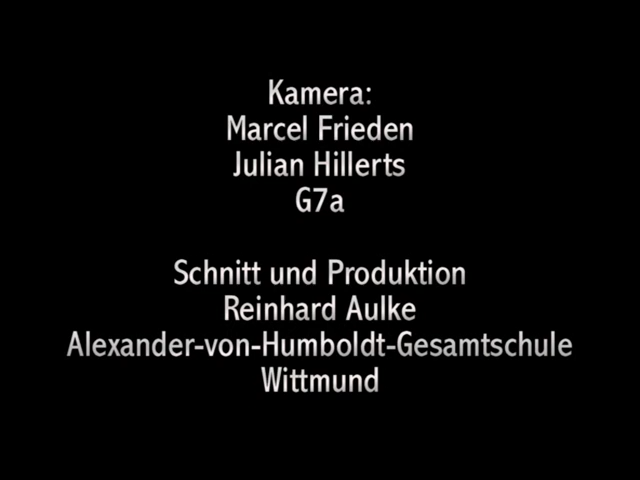 Kamera:
Marcel Frieden
Julian Hillerts
G7a
Schnitt und Produktion
Reinhard Aulke
Alexander-von-Humboldt-Gesamtschule
Wittmund